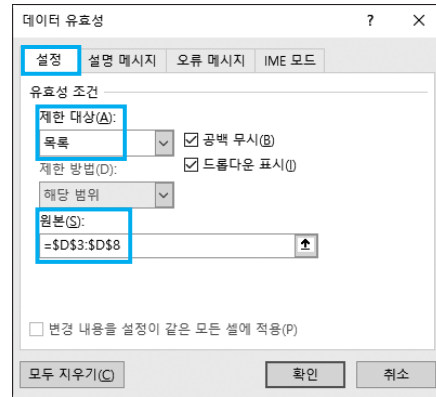 데이터 유효성 ? ×
설정 설명 메시지 오류 메시지 IME 모드
유효성 조건
제한 대상(A):
목록 공백 무시(B)
제한 방법(D): 드롭다운 표시(I)
해당 범위
원본(S):
=$D$3:$D$8
변경 내용을 설정이 같은 모든 셀에 적용(P)
모두 지우기(C) 확인 취소